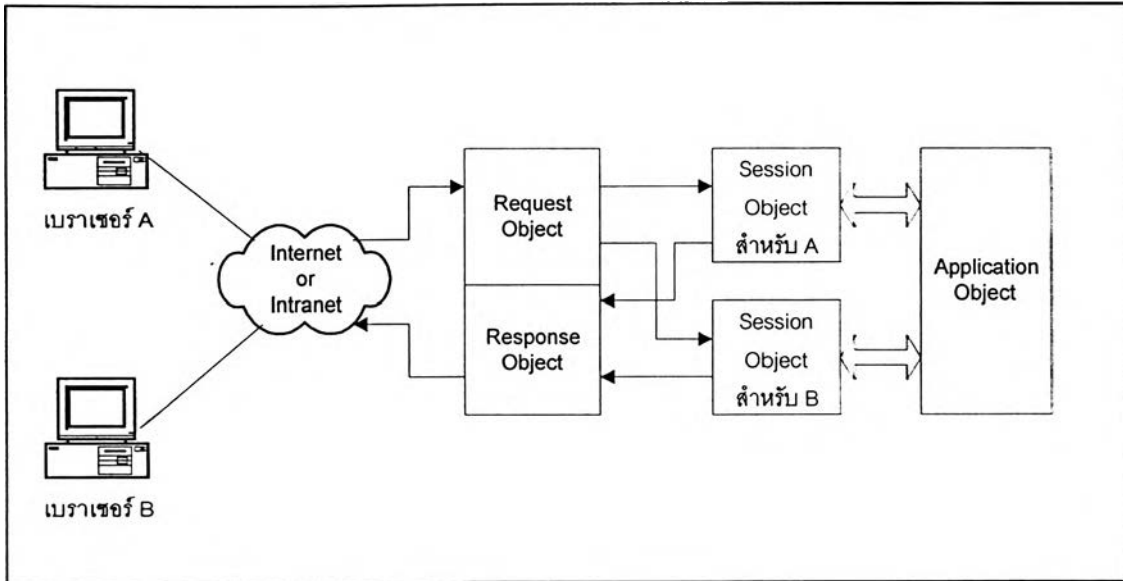 เบราเซอร์ A
Internet
or
Intranet
เบราเซอร์ B
Request
Object
Response
Object
Session
Object
สำหรับ A
Session
Object
สำหรับ B
Application
Object